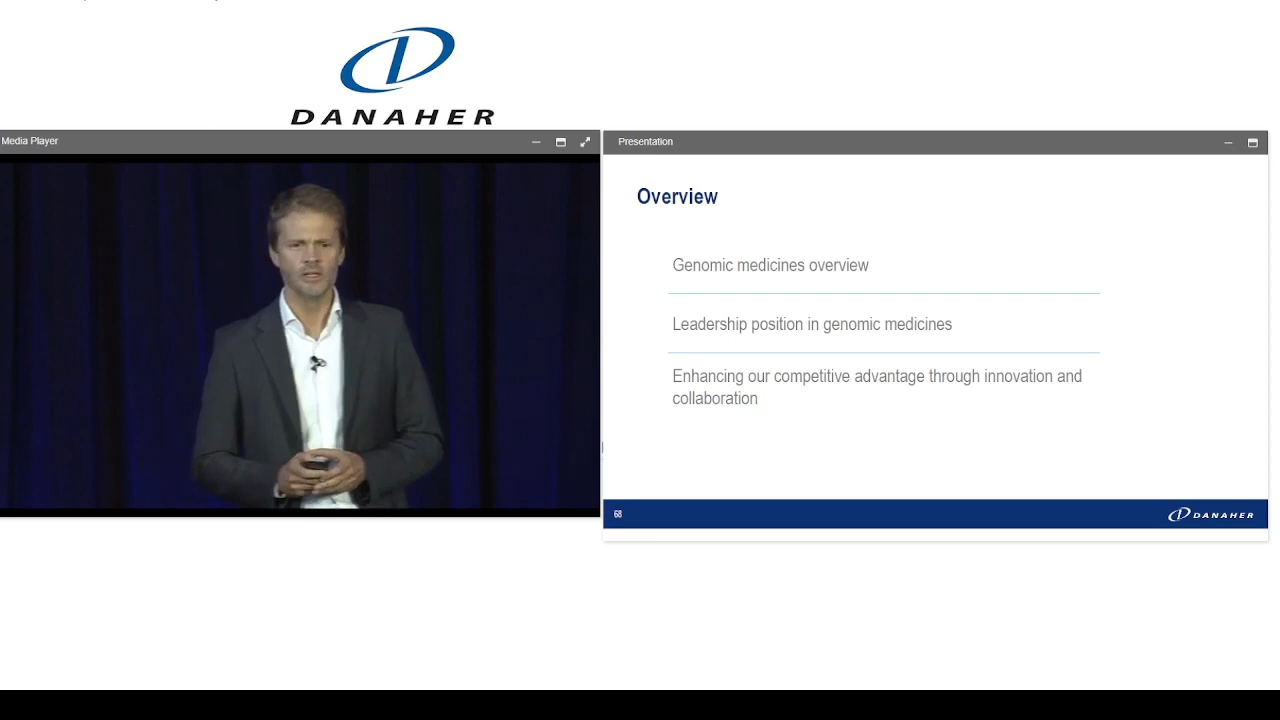 DANAHER
Media Player
Presentation
Overview
Genomic medicines overview
Leadership position in genomic medicines
Enhancing our competitive advantage through innovation and
collaboration
68
DANAHER